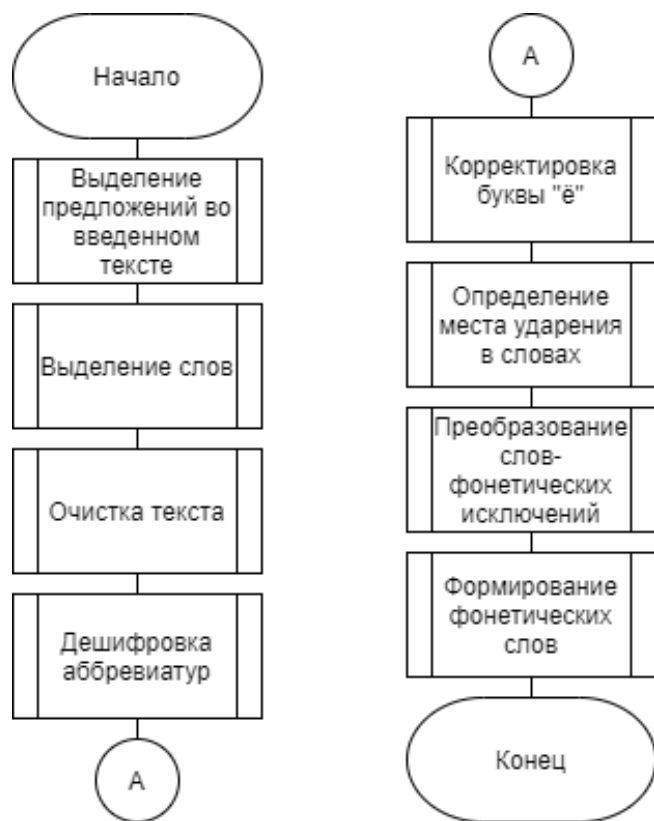 Начало
Выделение
предложений во
введенном
тексте
Выделение слов
Очистка текста
Дешифровка
аббревиатур
А
А
Корректировка
буквы "ё"
Определение
места ударения
в словах
Преобразование
слов-
фонетических
исключений
Формирование
фонетических
слов
Конец